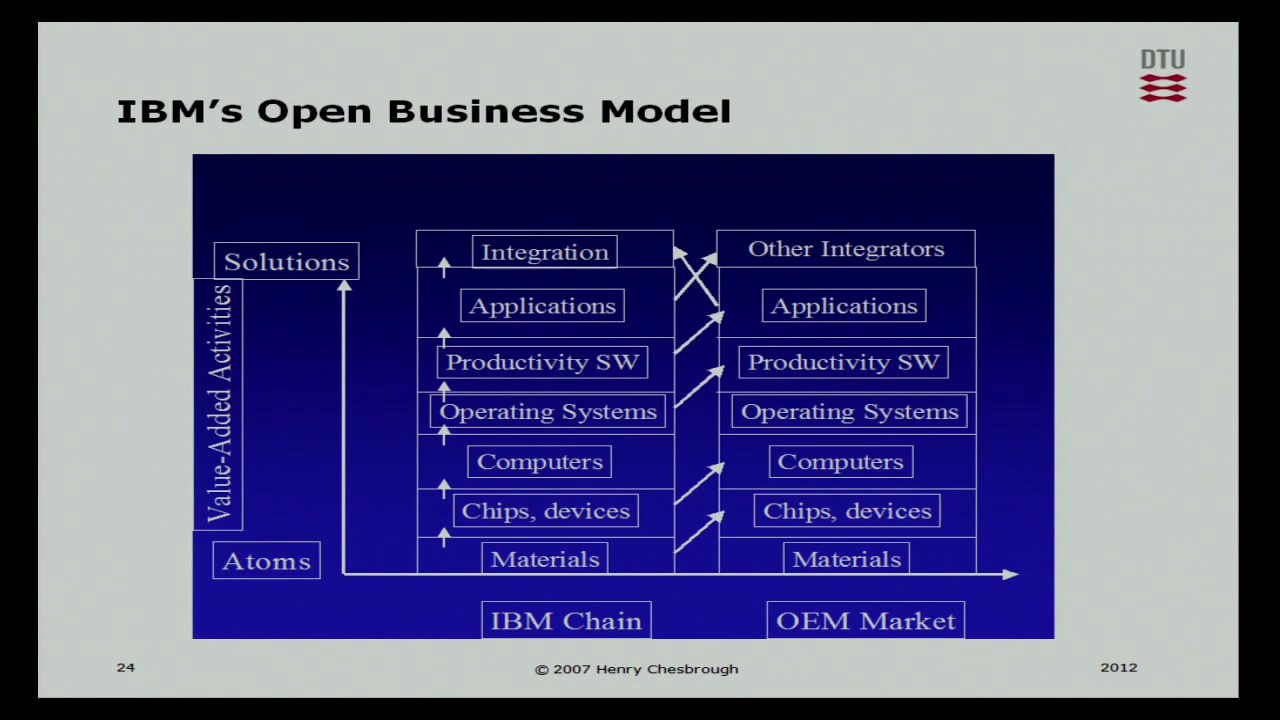 DTU
IBM’s Open Business Model
Solutions
Value-Added Activities
Atoms
Integration
Applications
Productivity SW
Operating Systems
Computers
Chips, devices
Materials
IBM Chain
Other Integrators
Applications
Productivity SW
Operating Systems
Computers
Chips, devices
Materials
OEM Market
24
© 2007 Henry Chesbrough
2012